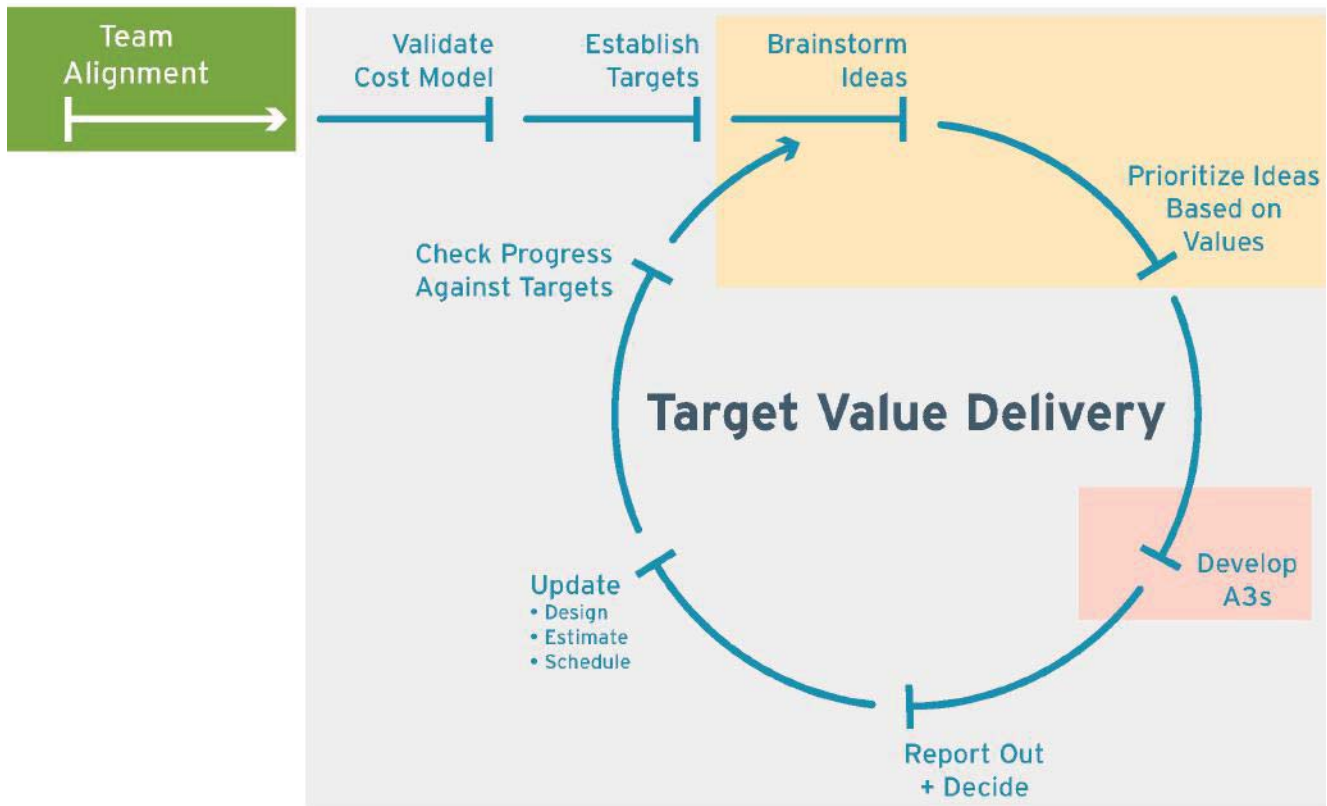 Team
Alignment
Validate
Cost Model
Establish
Targets
Brainstorm
Ideas
Prioritize Ideas
Based on
Values
Check Progress
Against Targets
Target Value Delivery
Develop
A3s
Update
• Design
• Estimate
• Schedule
Report Out
+ Decide